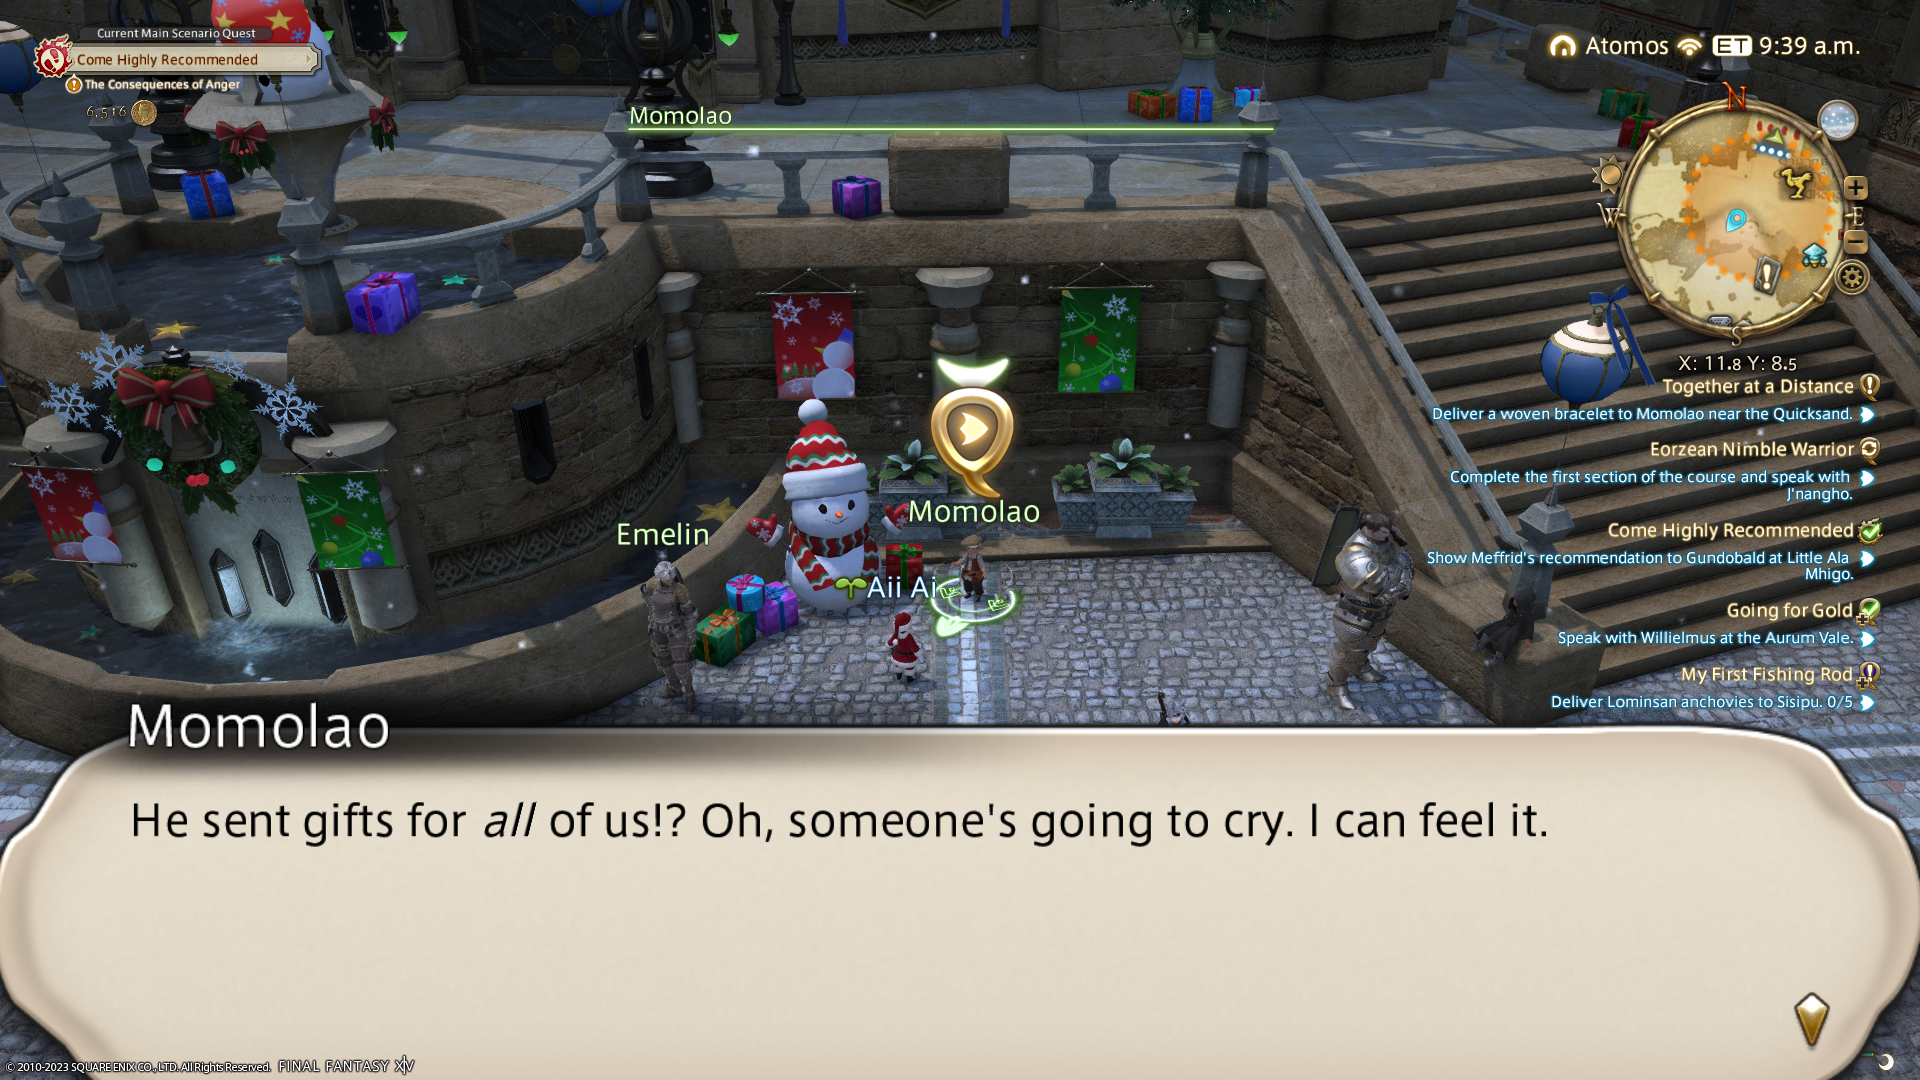 Current Main Scenario Quest
Come Highly Recommended
The Consequences of Anger
6,516
Momolao
Atomos ET 9:39 a.m.
N
W
E
S
X: 11.8 Y: 8.5
Together at a Distance
Deliver a woven bracelet to Momolao near the Quicksand.
Eorzean Nimble Warrior
Complete the first section of the course and speak with
J'nangho.
Come Highly Recommended
Show Meffrid's recommendation to Gundobald at Little Ala
Mhigo.
Going for Gold
Speak with Willielmus at the Aurum Vale.
My First Fishing Rod
Deliver Lominsan anchovies to Sisipu. 0/5
Momolao
Emelin
Aii Ai
Momolao
He sent gifts for all of us!? Oh, someone's going to cry. I can feel it.
© 2010-2023 SQUARE ENIX CO., LTD. All Rights Reserved. FINAL FANTASY XIV